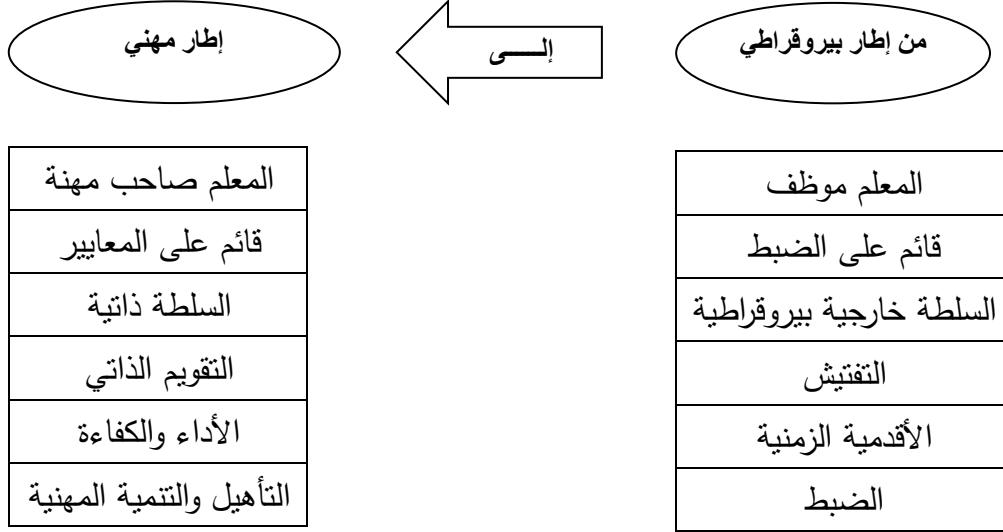 من إطار بيروقراطي
إلـــــى
إطار مهني
المعلم موظف
قائم على الضبط
السلطة خارجية بيروقراطية
التفتيش
الأقدمية الزمنية
الضبط
المعلم صاحب مهنة
قائم على المعايير
السلطة ذاتية
التقويم الذاتي
الأداء والكفاءة
التأهيل والتنمية المهنية